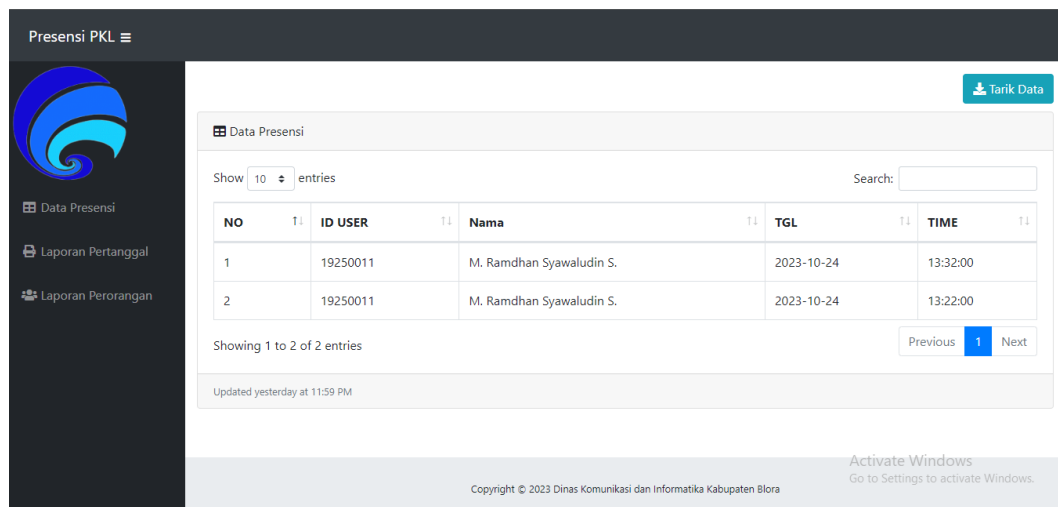 Presensi PKL
Tarik Data
Data Presensi
Laporan Pertanggal
Laporan Perorangan
Data Presensi
Show 10 entries Search:
NO ID USER Nama TGL TIME
1 19250011 M. Ramdhan Syawaludin S. 2023-10-24 13:32:00
2 19250011 M. Ramdhan Syawaludin S. 2023-10-24 13:22:00
Showing 1 to 2 of 2 entries Previous 1 Next
Updated yesterday at 11:59 PM
Copyright © 2023 Dinas Komunikasi dan Informatika Kabupaten Blora
Activate Windows
Go to Settings to activate Windows.